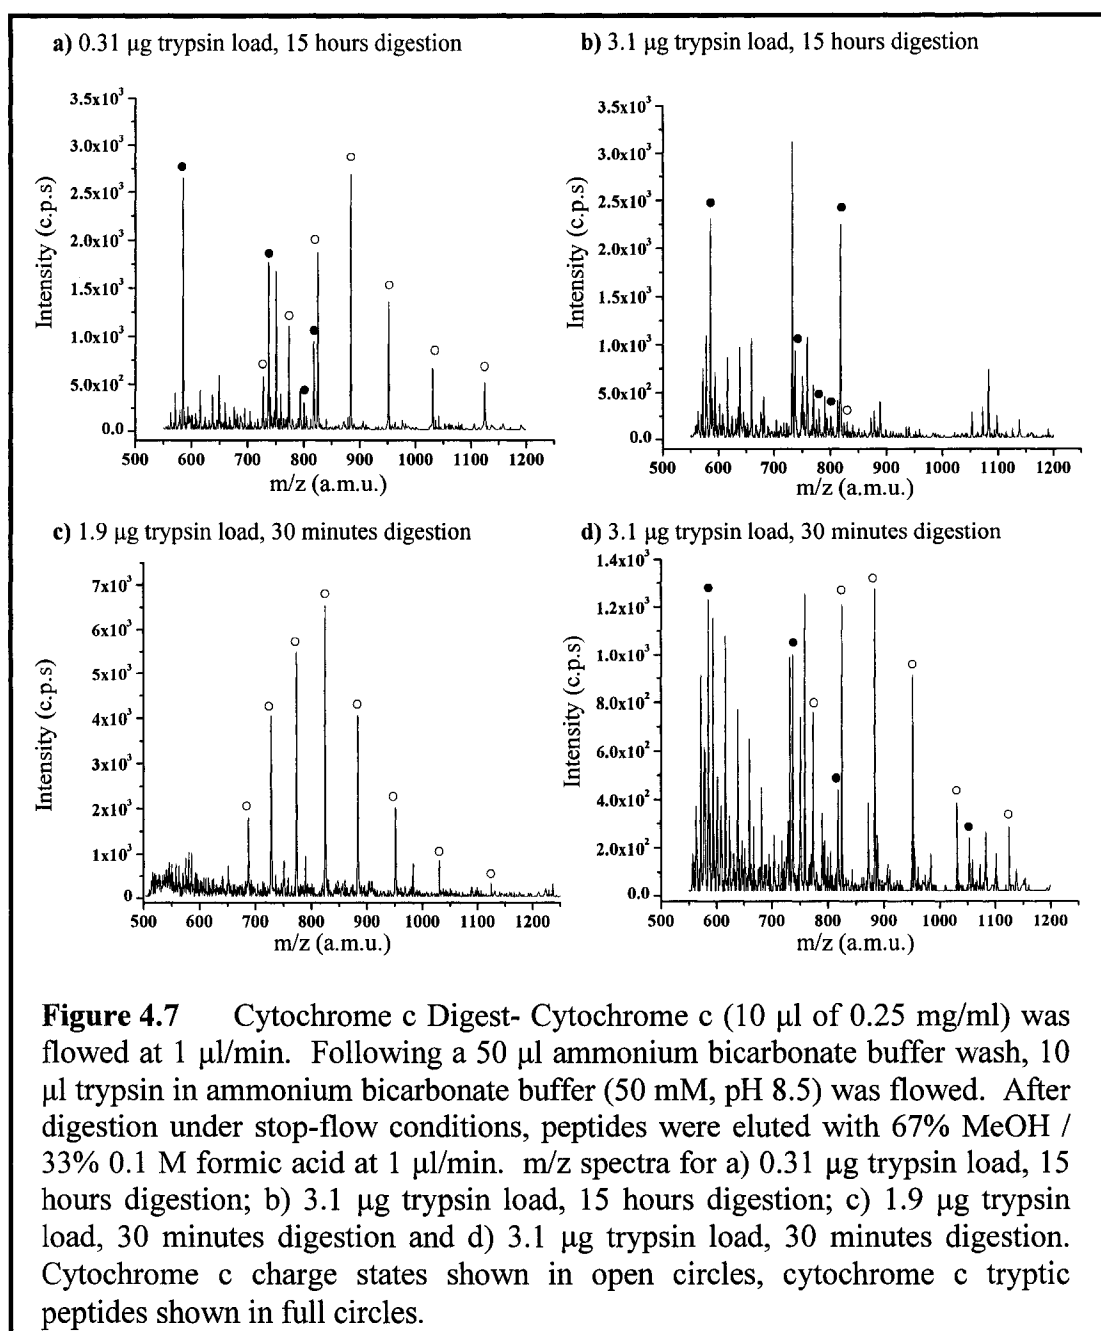 a) 0.31 µg trypsin load, 15 hours digestion
3.5x10³
3.0x10³
2.5x10³
2.0x10³
1.5x10³
1.0x10³
5.0x10²
0.0
Intensity (c.p.s)
500 600 700 800 900 1000 1100 1200
m/z (a.m.u.)
b) 3.1 µg trypsin load, 15 hours digestion
3.5x10³
3.0x10³
2.5x10³
2.0x10³
1.5x10³
1.0x10³
5.0x10²
0.0
Intensity (c.p.s)
500 600 700 800 900 1000 1100 1200
m/z (a.m.u.)
c) 1.9 µg trypsin load, 30 minutes digestion
7x10³
6x10³
5x10³
4x10³
3x10³
2x10³
1x10³
0
Intensity (c.p.s)
500 600 700 800 900 1000 1100 1200
m/z (a.m.u.)
d) 3.1 µg trypsin load, 30 minutes digestion
1.4x10³
1.2x10³
1.0x10³
8.0x10²
6.0x10²
4.0x10²
2.0x10²
0.0
Intensity (c.p.s)
500 600 700 800 900 1000 1100 1200
m/z (a.m.u.)
Figure 4.7 Cytochrome c Digest- Cytochrome c (10 µl of 0.25 mg/ml) was
flowed at 1 µl/min. Following a 50 µl ammonium bicarbonate buffer wash, 10
µl trypsin in ammonium bicarbonate buffer (50 mM, pH 8.5) was flowed. After
digestion under stop-flow conditions, peptides were eluted with 67% MeOH /
33% 0.1 M formic acid at 1 µl/min. m/z spectra for a) 0.31 µg trypsin load, 15
hours digestion; b) 3.1 µg trypsin load, 15 hours digestion; c) 1.9 µg trypsin
load, 30 minutes digestion and d) 3.1 µg trypsin load, 30 minutes digestion.
Cytochrome c charge states shown in open circles, cytochrome c tryptic
peptides shown in full circles.